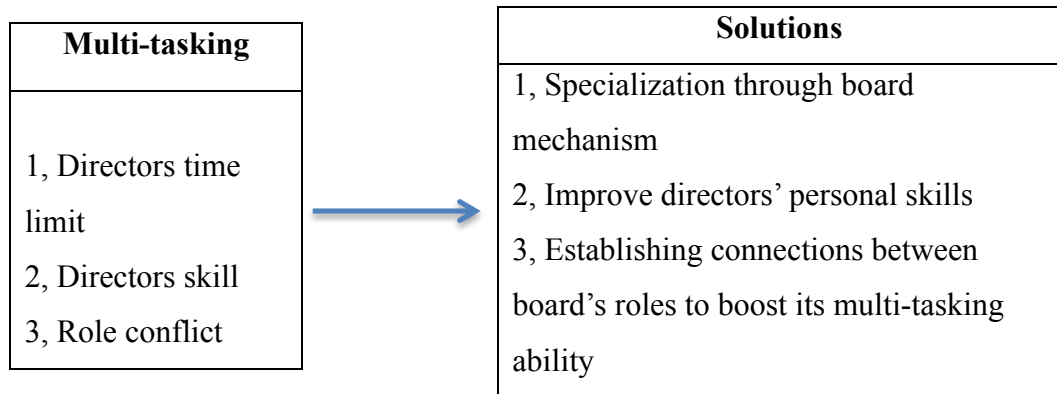 Multi-tasking
1, Directors time
limit
2, Directors skill
3, Role conflict
Solutions
1, Specialization through board
mechanism
2, Improve directors’ personal skills
3, Establishing connections between
board’s roles to boost its multi-tasking
ability